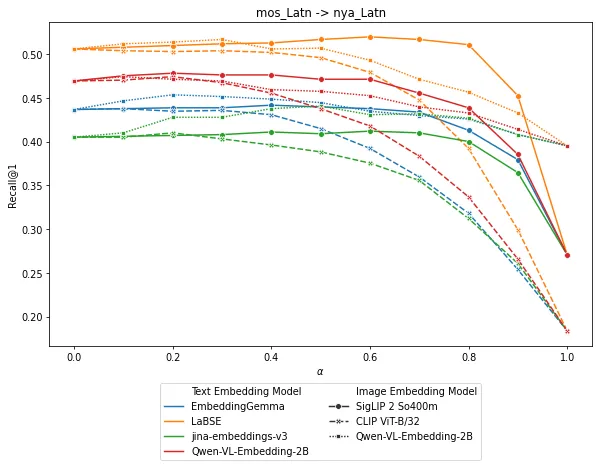 mos_Latn -> nya_Latn
Recall@1
0.50
0.45
0.40
0.35
0.30
0.25
0.20
0.0 0.2 0.4 0.6 0.8 1.0
α
Text Embedding Model Image Embedding Model
EmbeddingGemma SigLIP 2 So400m
LaBSE CLIP ViT-B/32
jina-embeddings-v3 Qwen-VL-Embedding-2B
Qwen-VL-Embedding-2B